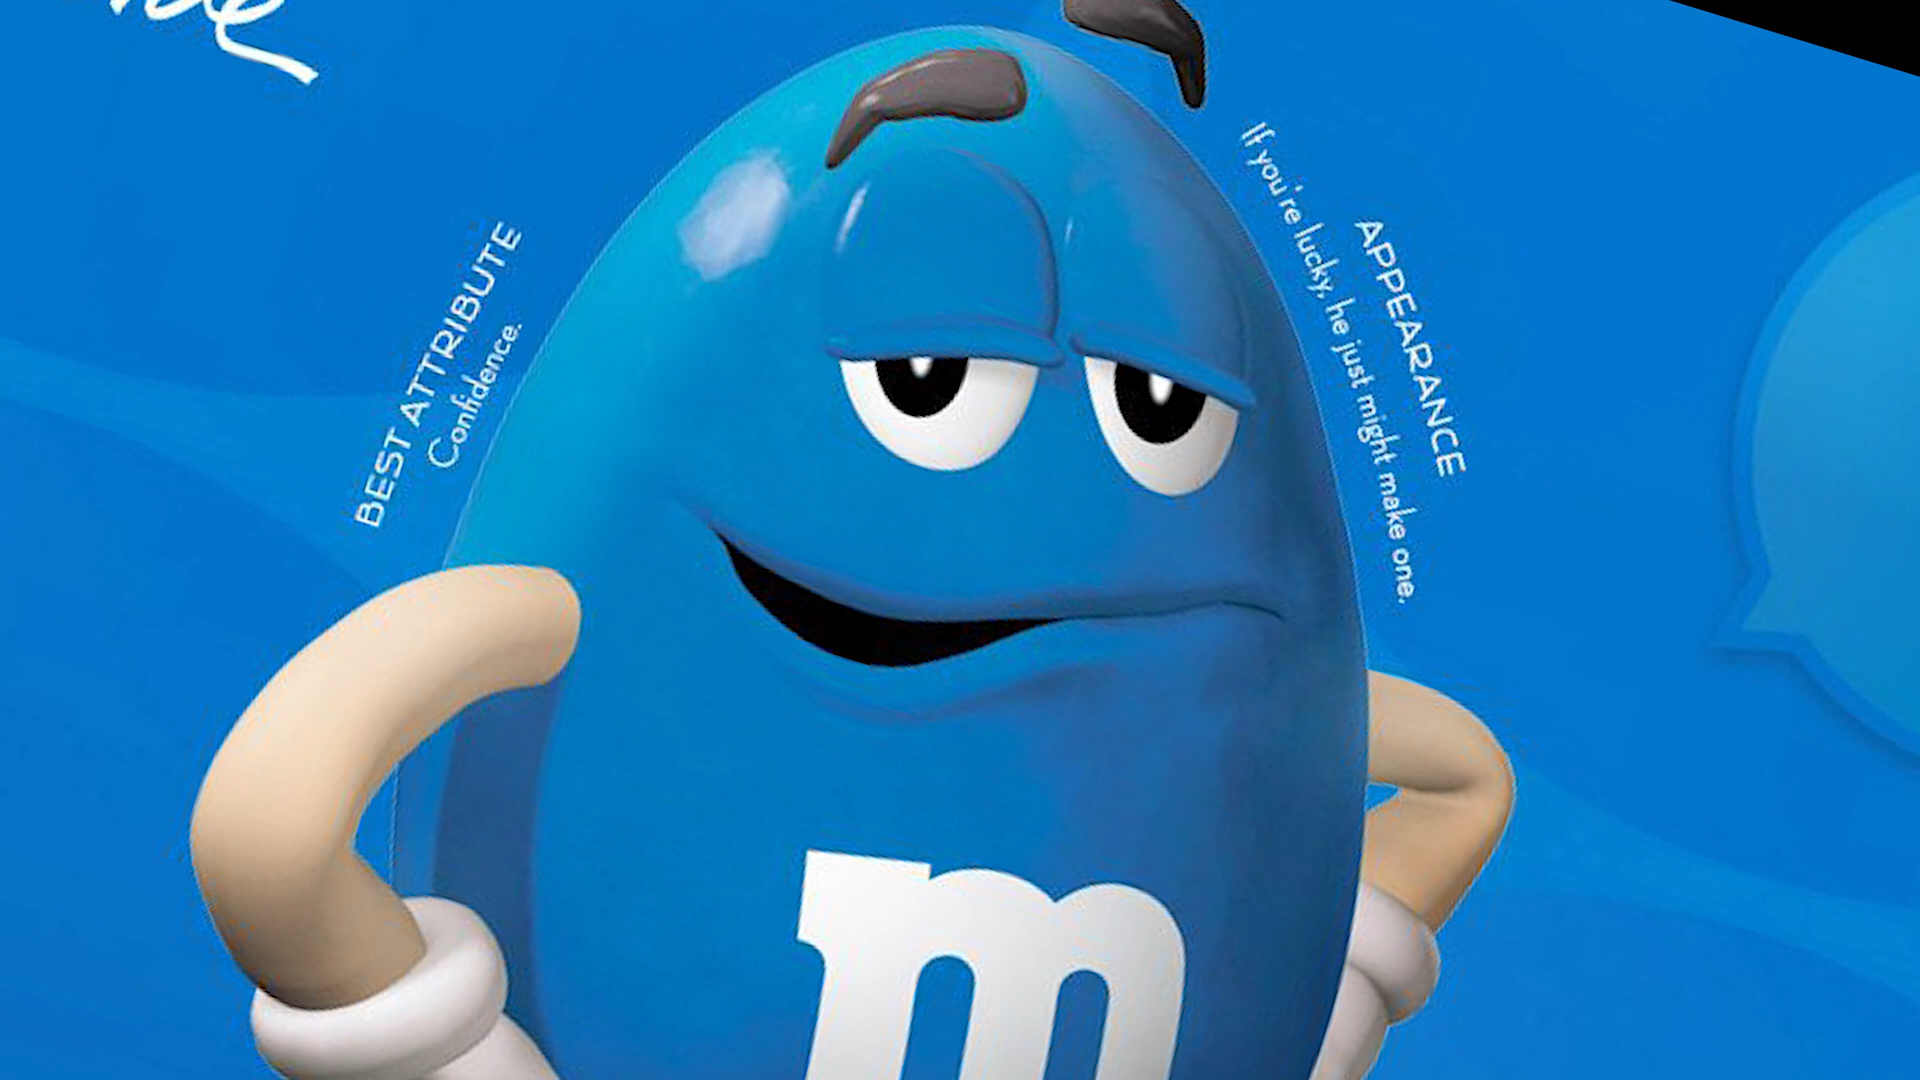 BEST ATTRIBUTE
Confidence.
APPEARANCE
If you're lucky, he just might make one.
m